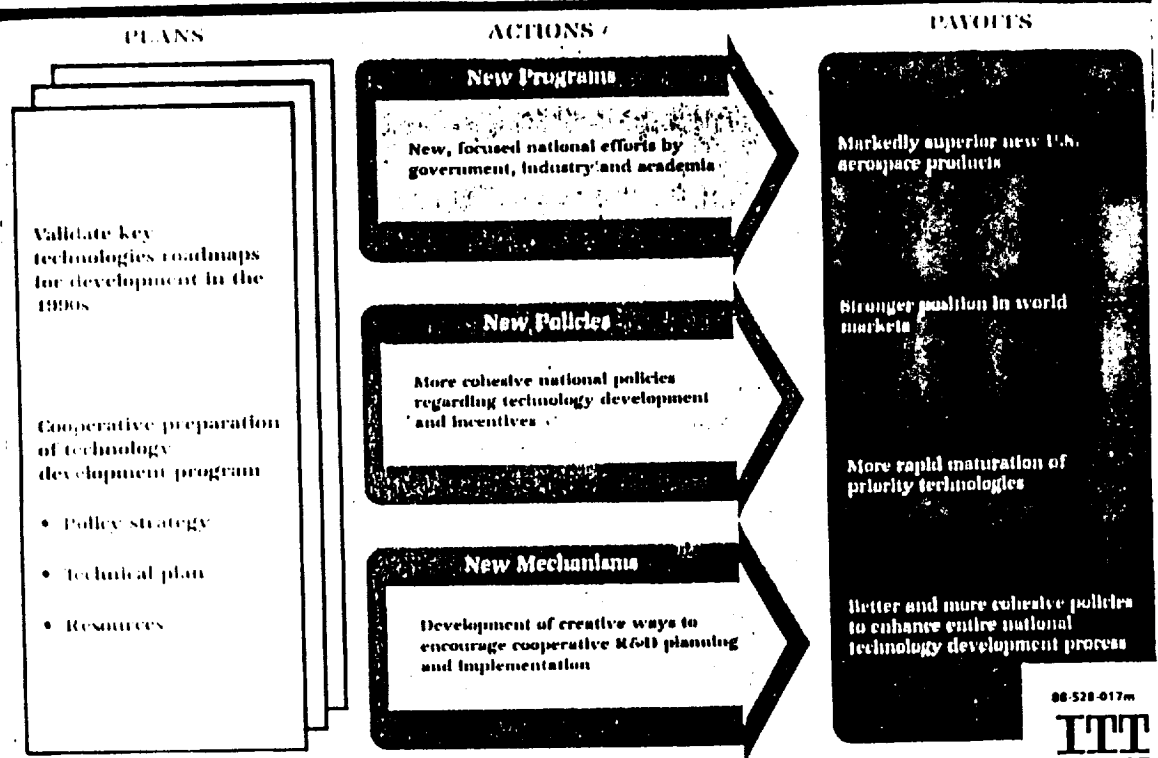 PLANS
Validate key
technologies roadmaps
for development in the
1990s
Cooperative preparation
of technology
development program
• Policy strategy
• Technical plan
• Resources
ACTIONS
New Programs
New, focused national efforts by
government, industry and academia
New Policies
More cohesive national policies
regarding technology development
and incentives
New Mechanisms
Development of creative ways to
encourage cooperative R&D planning
and implementation
PAYOFFS
Markedly superior new U.S.
aerospace products
Stronger position in world
markets
More rapid maturation of
priority technologies
Better and more cohesive policies
to enhance entire national
technology development process
88-528-017m
ITT